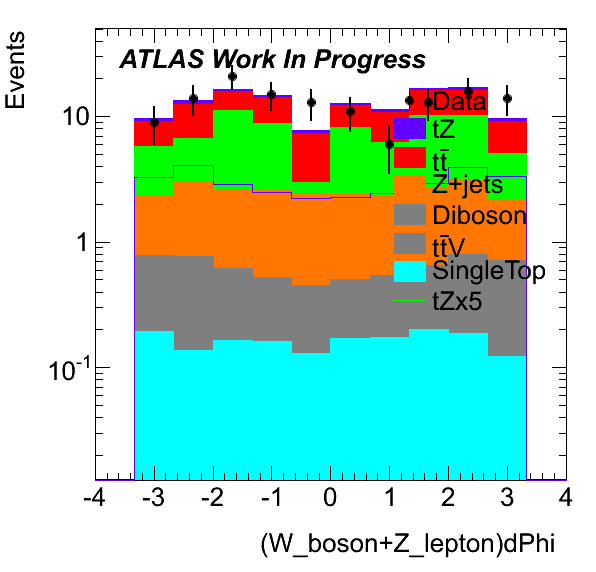 Events
ATLAS Work In Progress
10
1
10⁻¹
Data
tZ
tt̄
Z+jets
Diboson
tt̄V
SingleTop
tZx5
-4 -3 -2 -1 0 1 2 3 4
(W_boson+Z_lepton)dPhi